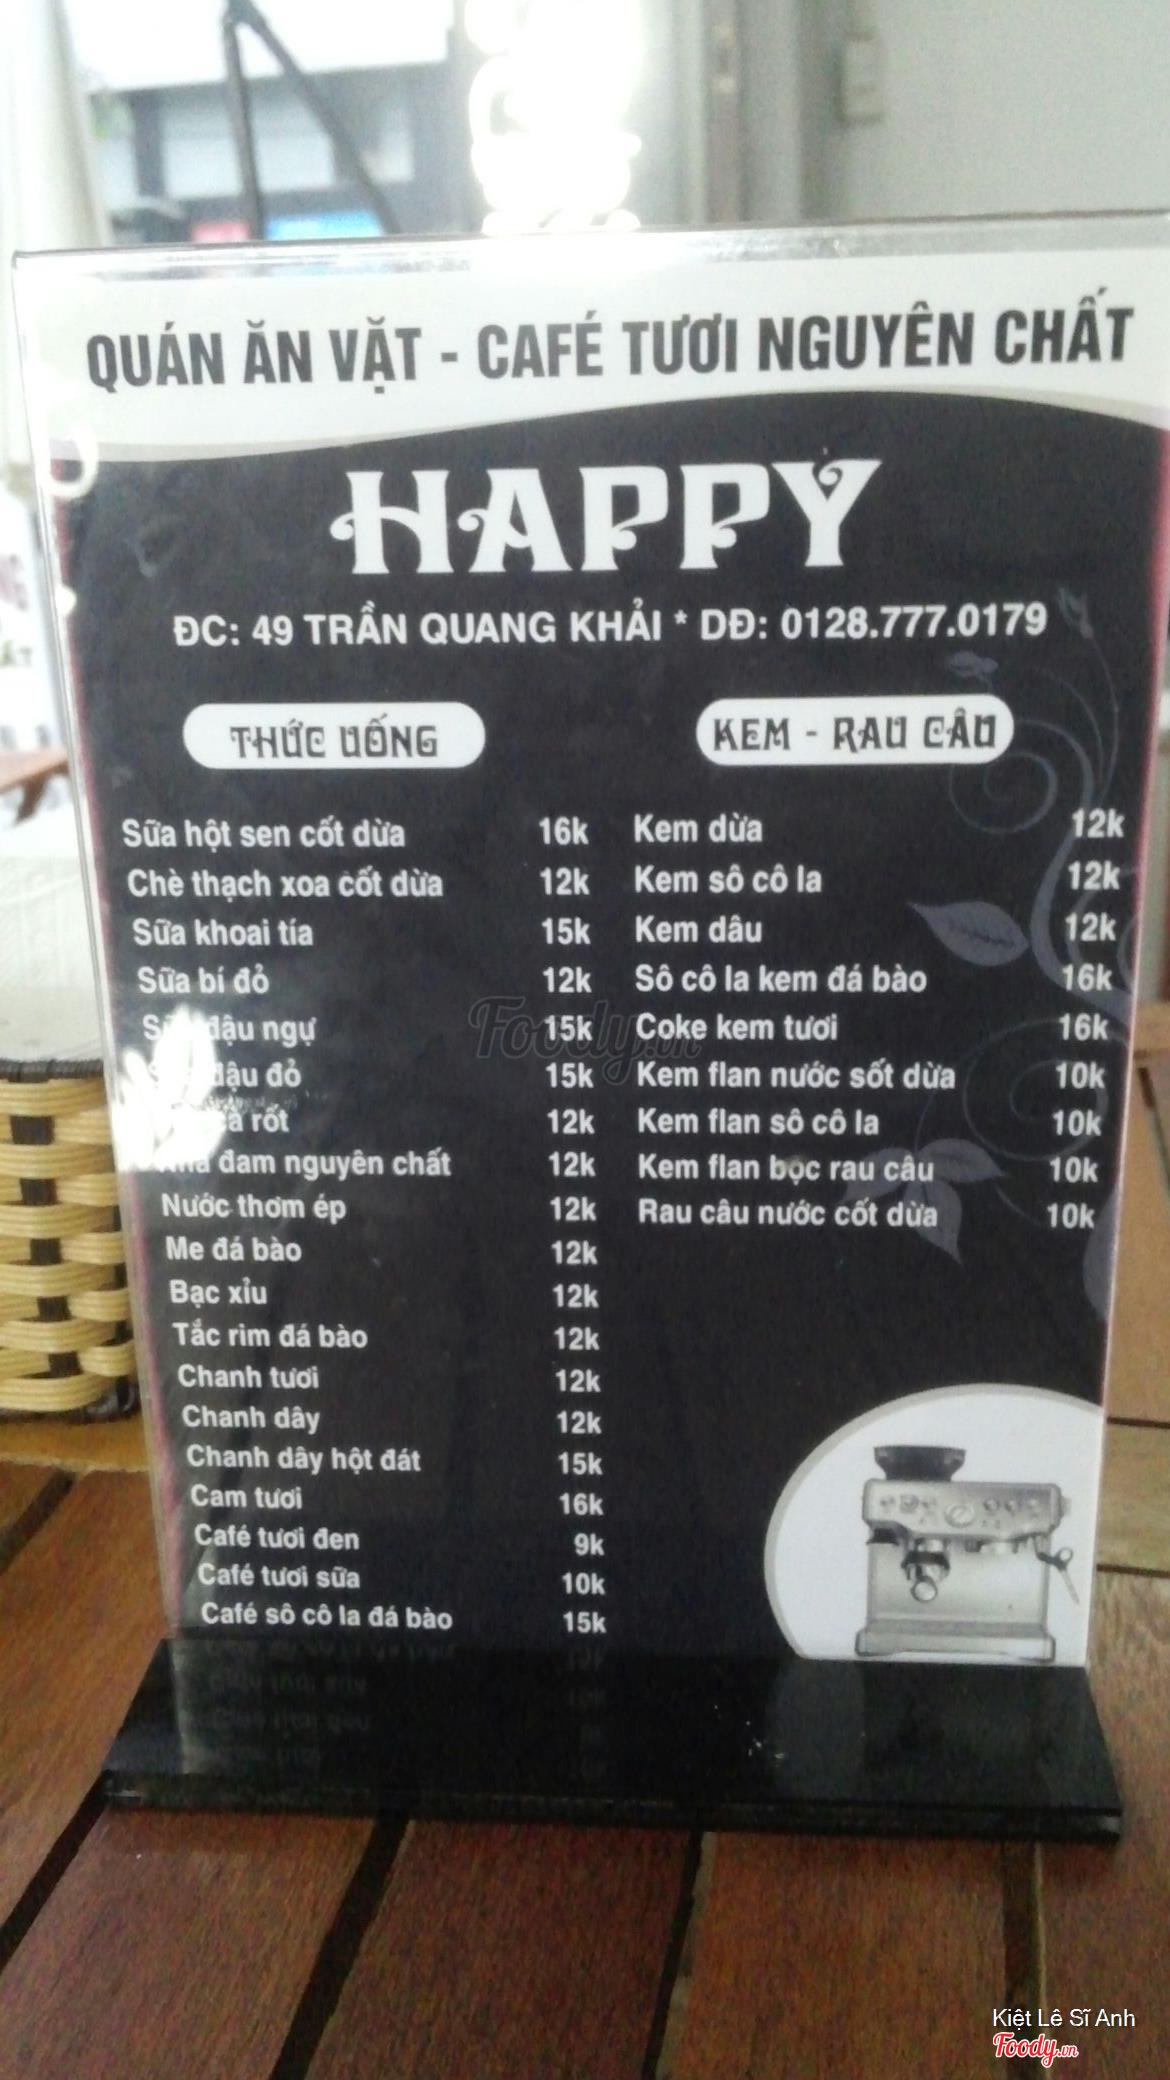 QUÁN ĂN VẶT - CAFÉ TƯƠI NGUYÊN CHẤT
HAPPY
ĐC: 49 TRẦN QUANG KHẢI * DĐ: 0128.777.0179
THỨC UỐNG
Sữa hột sen cốt dừa 16k
Chè thạch xoa cốt dừa 12k
Sữa khoai tía 15k
Sữa bí đỏ 12k
đậu ngự 15k
đậu đỏ 15k
cà rốt 12k
đam nguyên chất 12k
Nước thơm ép 12k
Me đá bào 12k
Bạc xỉu 12k
Tắc rim đá bào 12k
Chanh tươi 12k
Chanh dây 12k
Chanh dây hột đát 15k
Cam tươi 16k
Café tươi đen 9k
Café tươi sữa 10k
Café sô cô la đá bào 15k
KEM - RAU CÂU
Kem dừa 12k
Kem sô cô la 12k
Kem dâu 12k
Sô cô la kem đá bào 16k
Coke kem tươi 16k
Kem flan nước sốt dừa 10k
Kem flan sô cô la 10k
Kem flan bọc rau câu 10k
Rau câu nước cốt dừa 10k
Foody.vn
Kiệt Lê Sĩ Anh
Foody.vn